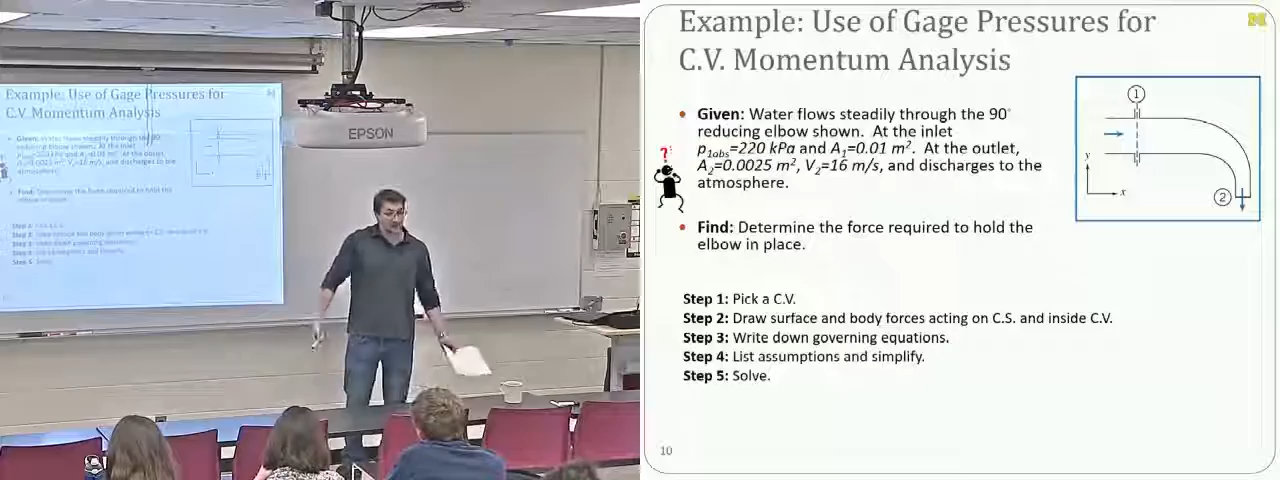 Example: Use of Gage Pressures for
C.V. Momentum Analysis
EPSON
Example: Use of Gage Pressures for
C.V. Momentum Analysis
• Given: Water flows steadily through the 90°
reducing elbow shown. At the inlet
p1abs=220 kPa and A1=0.01 m². At the outlet,
A2=0.0025 m², V2=16 m/s, and discharges to the
atmosphere.
• Find: Determine the force required to hold the
elbow in place.
Step 1: Pick a C.V.
Step 2: Draw surface and body forces acting on C.S. and inside C.V.
Step 3: Write down governing equations.
Step 4: List assumptions and simplify.
Step 5: Solve.
1
y
x
2
M
?
10